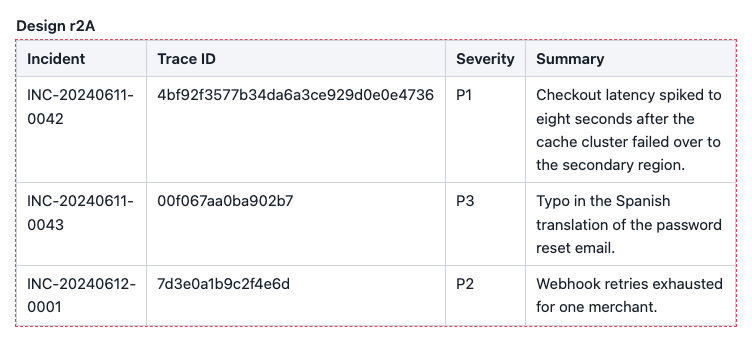 Design r2A
Incident Trace ID Severity Summary
INC-20240611- 4bf92f3577b34da6a3ce929d0e0e4736 P1 Checkout latency spiked to
0042 eight seconds after the
cache cluster failed over to
the secondary region.
INC-20240611- 00f067aa0ba902b7 P3 Typo in the Spanish
0043 translation of the password
reset email.
INC-20240612- 7d3e0a1b9c2f4e6d P2 Webhook retries exhausted
0001 for one merchant.